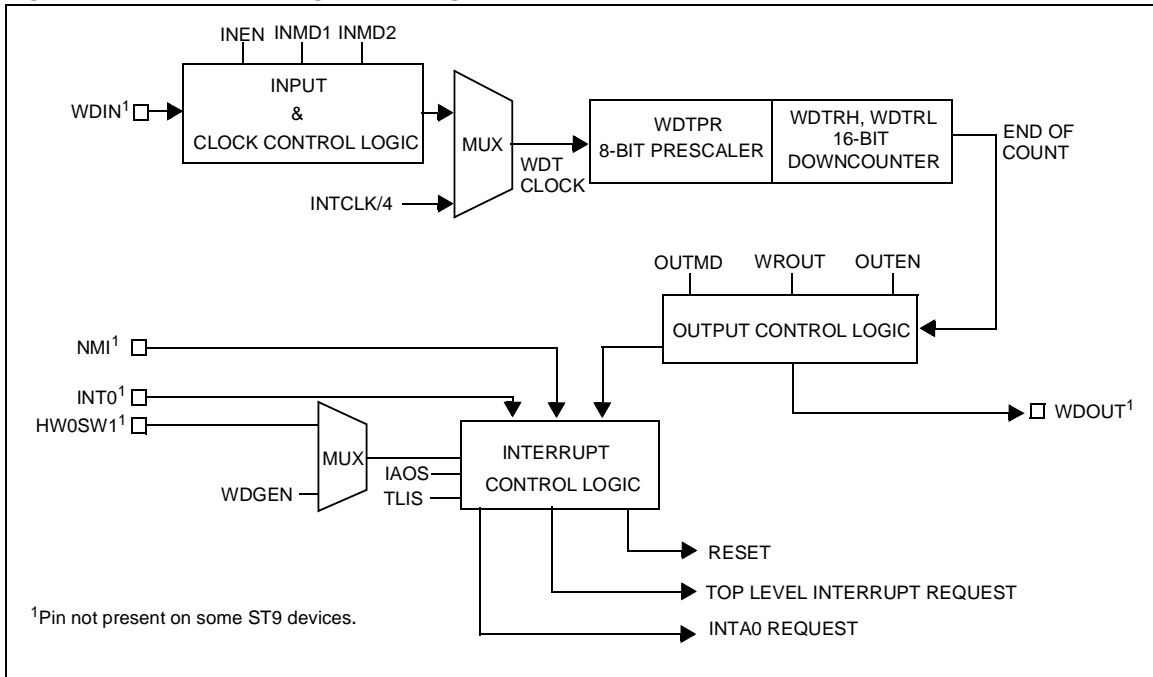 INEN INMD1 INMD2
INPUT
&
CLOCK CONTROL LOGIC
WDIN¹
MUX
WDT
CLOCK
INTCLK/4
WDTPR
8-BIT PRESCALER
WDTRH, WDTRL
16-BIT
DOWNCOUNTER
END OF
COUNT
OUTMD WROUT OUTEN
OUTPUT CONTROL LOGIC
NMI¹
INT0¹
HW0SW1¹
WDOUT¹
MUX
WDGEN
IAOS
TLIS
INTERRUPT
CONTROL LOGIC
RESET
TOP LEVEL INTERRUPT REQUEST
INTA0 REQUEST
¹Pin not present on some ST9 devices.